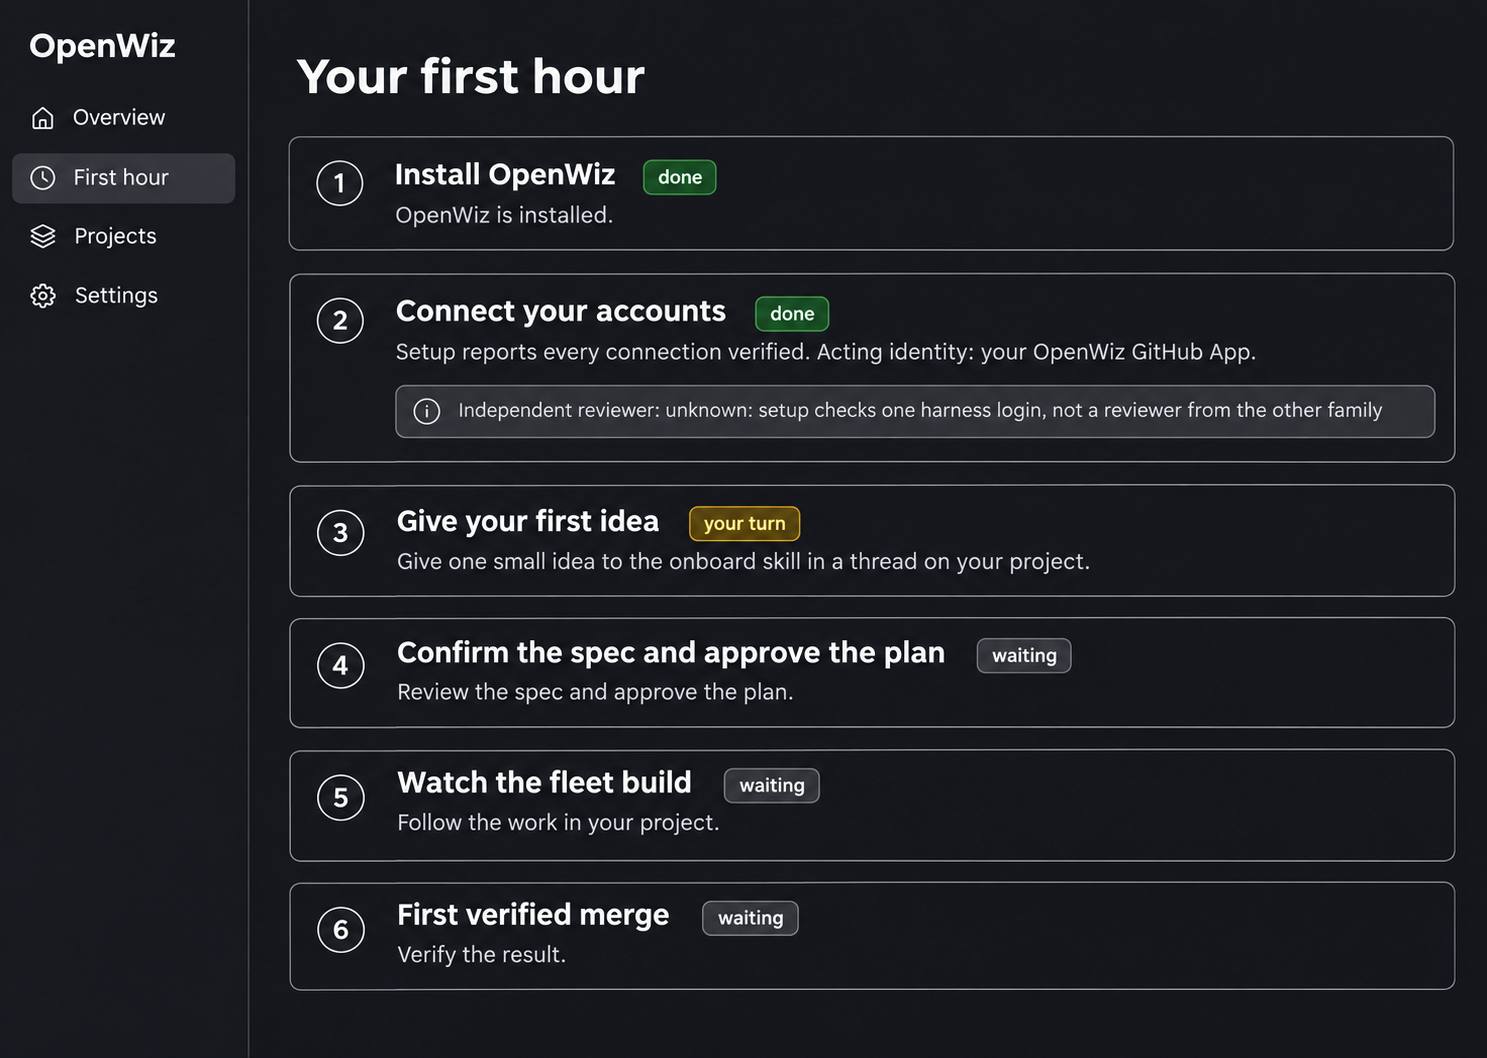 OpenWiz
Overview
First hour
Projects
Settings
Your first hour
1
Install OpenWiz
done
OpenWiz is installed.
2
Connect your accounts
done
Setup reports every connection verified. Acting identity: your OpenWiz GitHub App.
Independent reviewer: unknown: setup checks one harness login, not a reviewer from the other family
3
Give your first idea
your turn
Give one small idea to the onboard skill in a thread on your project.
4
Confirm the spec and approve the plan
waiting
Review the spec and approve the plan.
5
Watch the fleet build
waiting
Follow the work in your project.
6
First verified merge
waiting
Verify the result.